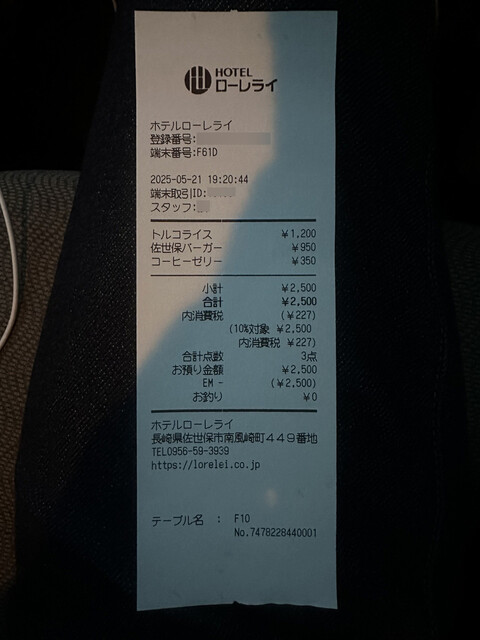 HOTEL
ローレライ
ホテルローレライ
登録番号:
端末番号:F61D
2025-05-21 19:20:44
端末取引ID:
スタッフ:
トルコライス ¥1,200
佐世保バーガー ¥950
コーヒーゼリー ¥350
小計 ¥2,500
合計 ¥2,500
内消費税 (¥227)
(10%対象 ¥2,500
内消費税 ¥227)
合計点数 3点
お預り金額 ¥2,500
EM - (¥2,500)
お釣り ¥0
ホテルローレライ
長崎県佐世保市南風崎町449番地
TEL0956-59-3939
https://lorelei.co.jp
テーブル名 : F10
No.7478228440001